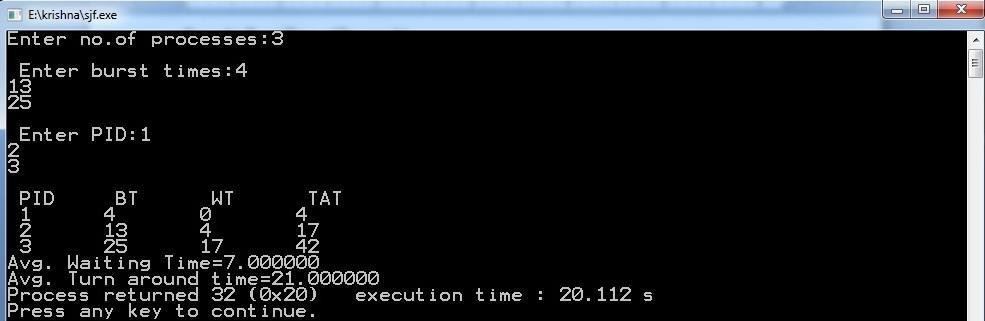 E:\krishna\sjf.exe
Enter no.of processes:3
Enter burst times:4
13
25
Enter PID:1
2
3
PID BT WT TAT
1 4 0 4
2 13 4 17
3 25 17 42
Avg. Waiting Time=7.000000
Avg. Turn around time=21.000000
Process returned 32 (0x20) execution time : 20.112 s
Press any key to continue.